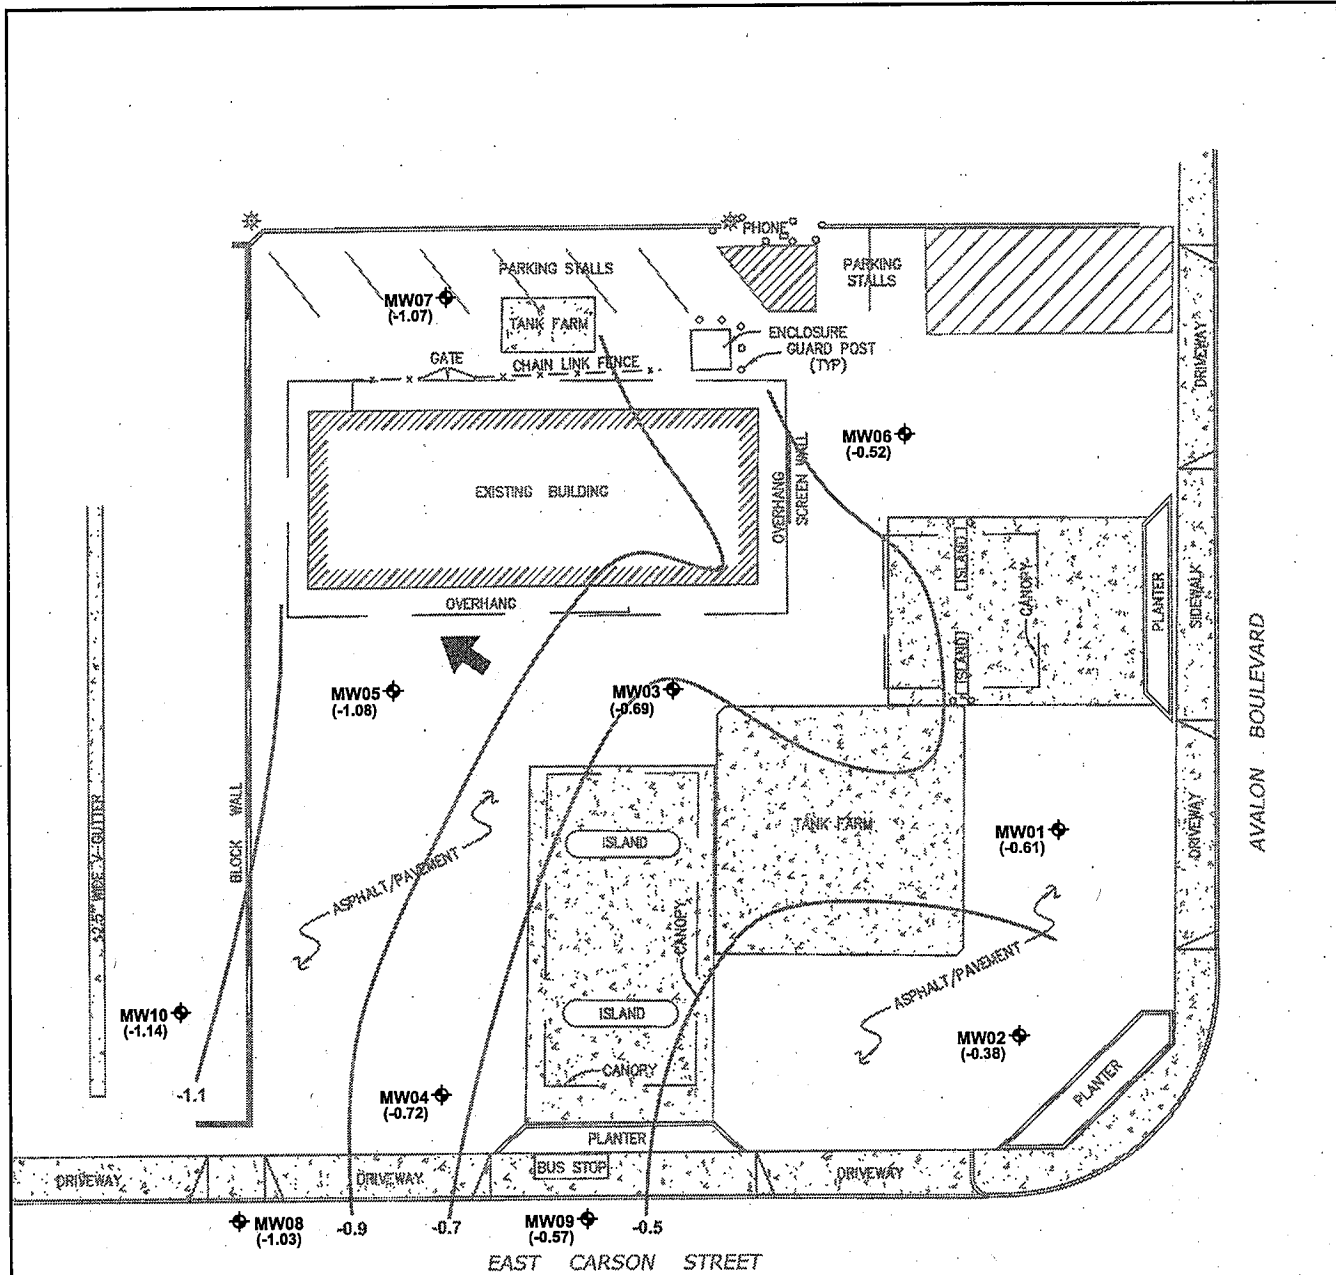 PHONE
PARKING STALLS
PARKING
STALLS
MW07
(-1.07)
TANK FARM
ENCLOSURE
GUARD POST
(TYP)
GATE
CHAIN LINK FENCE
DRIVEWAY
MW06
(-0.52)
OVERHANG
SCREEN WALL
EXISTING BUILDING
ISLAND
CANOPY
PLANTER
SIDEWALK
OVERHANG
ISLAND
AVALON BOULEVARD
MW05
(-1.08)
MW03
(-0.69)
BLOCK WALL
WIDE V-GUTTER
TANK FARM
MW01
(-0.61)
DRIVEWAY
ISLAND
ASPHALT/PAVEMENT
CANOPY
ASPHALT/PAVEMENT
MW10
(-1.14)
ISLAND
MW02
(-0.38)
CANOPY
PLANTER
-1.1
MW04
(-0.72)
PLANTER
DRIVEWAY
DRIVEWAY
BUS STOP
DRIVEWAY
MW08
(-1.03)
-0.9
-0.7
MW09
(-0.57)
-0.5
EAST CARSON STREET